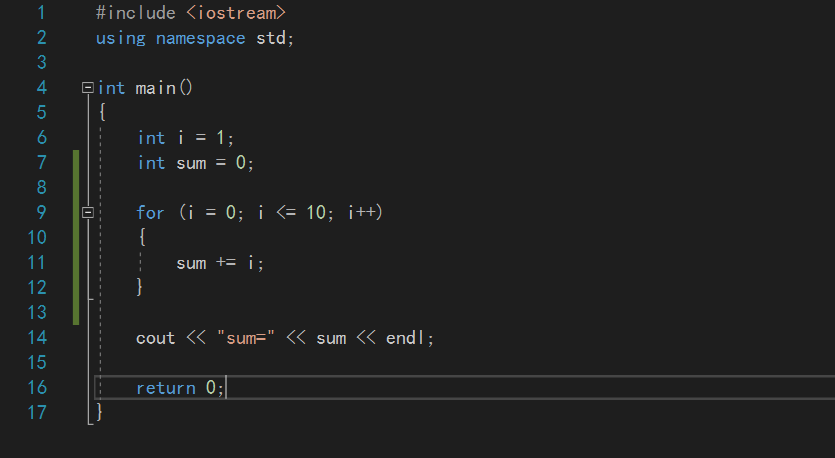 1 #include <iostream>
2 using namespace std;
3
4 int main()
5 {
6 int i = 1;
7 int sum = 0;
8
9 for (i = 0; i <= 10; i++)
10 {
11 sum += i;
12 }
13
14 cout << "sum=" << sum << endl;
15
16 return 0;
17 }